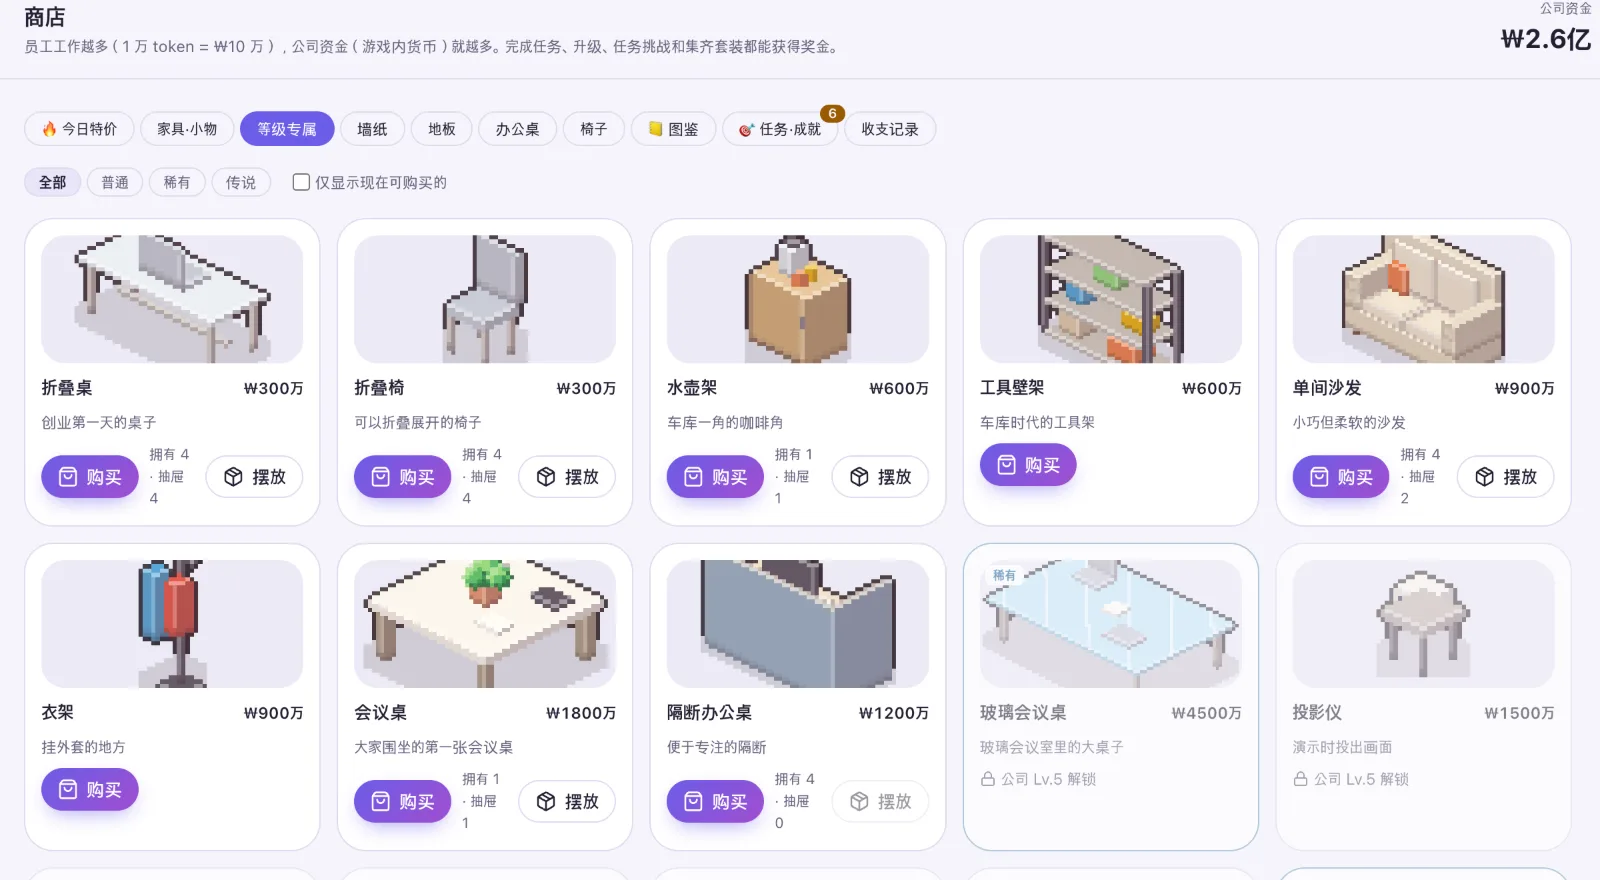 商店
公司资金
员工工作越多（1 万 token = ₩10 万），公司资金（游戏内货币）就越多。完成任务、升级、任务挑战和集齐套装都能获得奖金。
₩2.6亿
🔥 今日特价 家具·小物 等级专属 墙纸 地板 办公桌 椅子 图鉴 🎯 任务·成就 6 收支记录
全部 普通 稀有 传说 仅显示现在可购买的
折叠桌 ₩300万
创业第一天的桌子
购买 拥有 4 · 抽屉 4 摆放
折叠椅 ₩300万
可以折叠展开的椅子
购买 拥有 4 · 抽屉 4 摆放
水壶架 ₩600万
车库一角的咖啡角
购买 拥有 1 · 抽屉 1 摆放
工具壁架 ₩600万
车库时代的工具架
购买
单间沙发 ₩900万
小巧但柔软的沙发
购买 拥有 4 · 抽屉 2 摆放
衣架 ₩900万
挂外套的地方
购买
会议桌 ₩1800万
大家围坐的第一张会议桌
购买 拥有 1 · 抽屉 1 摆放
隔断办公桌 ₩1200万
便于专注的隔断
购买 拥有 4 · 抽屉 0 摆放
稀有
玻璃会议桌 ₩4500万
玻璃会议室里的大桌子
公司 Lv.5 解锁
投影仪 ₩1500万
演示时投出画面
公司 Lv.5 解锁